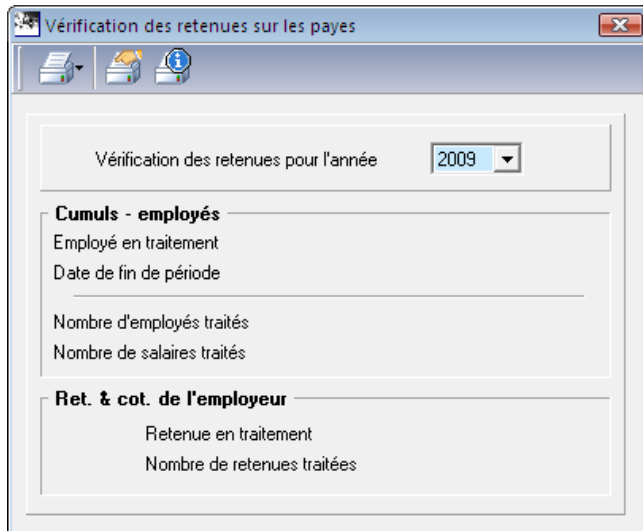 Vérification des retenues sur les payes
Vérification des retenues pour l'année 2009
Cumuls - employés
Employé en traitement
Date de fin de période
Nombre d'employés traités
Nombre de salaires traités
Ret. & cot. de l'employeur
Retenue en traitement
Nombre de retenues traitées